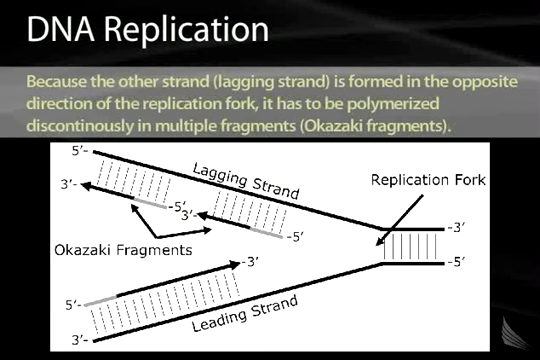 DNA Replication
Because the other strand (lagging strand) is formed in the opposite
direction of the replication fork, it has to be polymerized
discontinously in multiple fragments (Okazaki fragments).
5'-
Lagging Strand
Replication Fork
3'-
-5'
3'-
-3'
-5'
Okazaki Fragments
-3'
-5'
5'-
Leading Strand
3'-